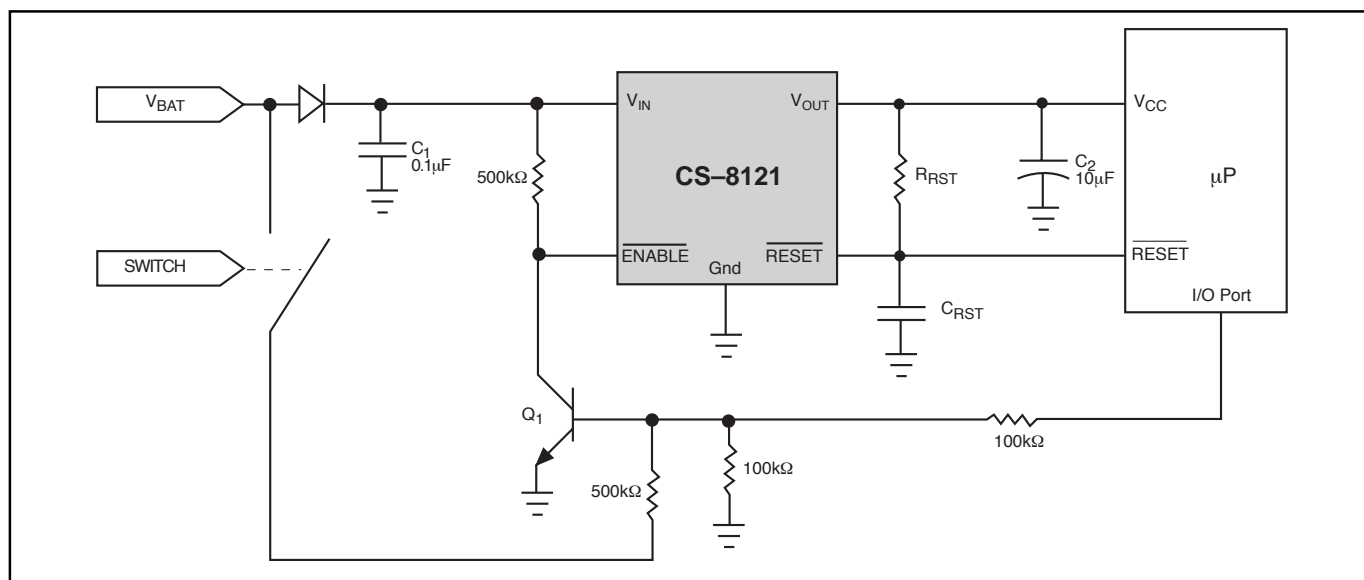 VBAT
SWITCH
C1
0.1µF
500kΩ
VIN
VOUT
CS–8121
ENABLE
RESET
Gnd
RRST
CRST
C2
10µF
VCC
µP
RESET
I/O Port
Q1
500kΩ
100kΩ
100kΩ